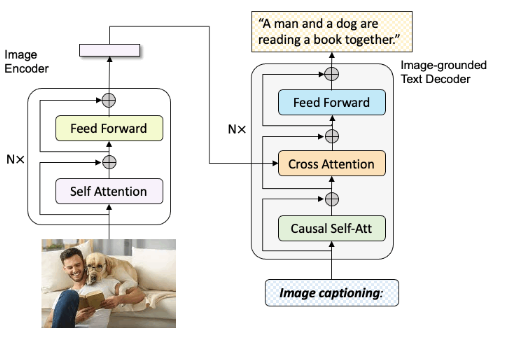 Image
Encoder
N×
Feed Forward
Self Attention
"A man and a dog are
reading a book together."
Image-grounded
Text Decoder
N×
Feed Forward
Cross Attention
Causal Self-Att
Image captioning: